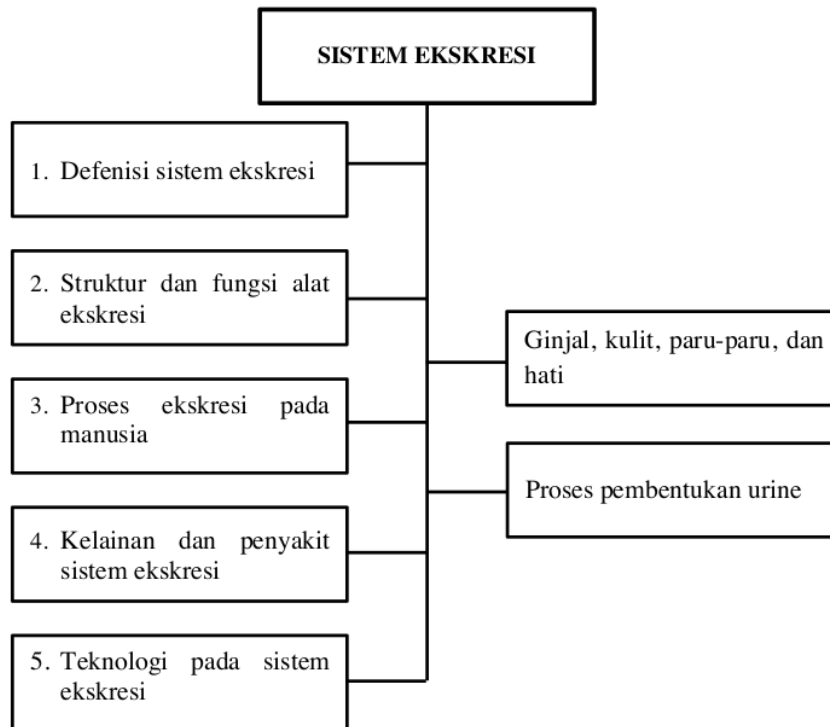 SISTEM EKSKRESI
1. Defenisi sistem ekskresi
2. Struktur dan fungsi alat
ekskresi
3. Proses ekskresi pada
manusia
4. Kelainan dan penyakit
sistem ekskresi
5. Teknologi pada sistem
ekskresi
Ginjal, kulit, paru-paru, dan
hati
Proses pembentukan urine